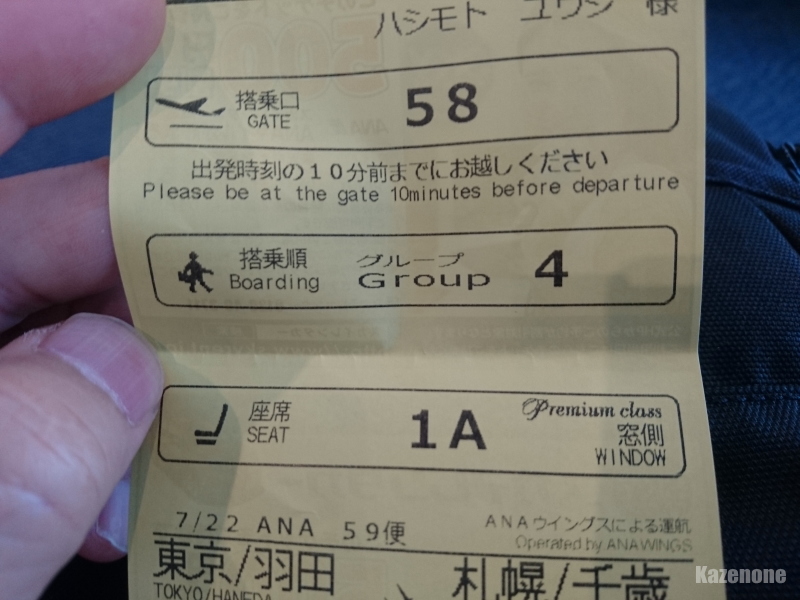 ハシモト ユウジ 様
搭乗口
GATE
58
出発時刻の10分前までにお越しください
Please be at the gate 10minutes before departure
搭乗順
Boarding
グループ
Group
4
座席
SEAT
1A
Premium class
窓側
WINDOW
7/22 ANA 59便
ANAウイングスによる運航
Operated by ANAWINGS
東京/羽田
札幌/千歳
TOKYO/HANEDA
Kazenone